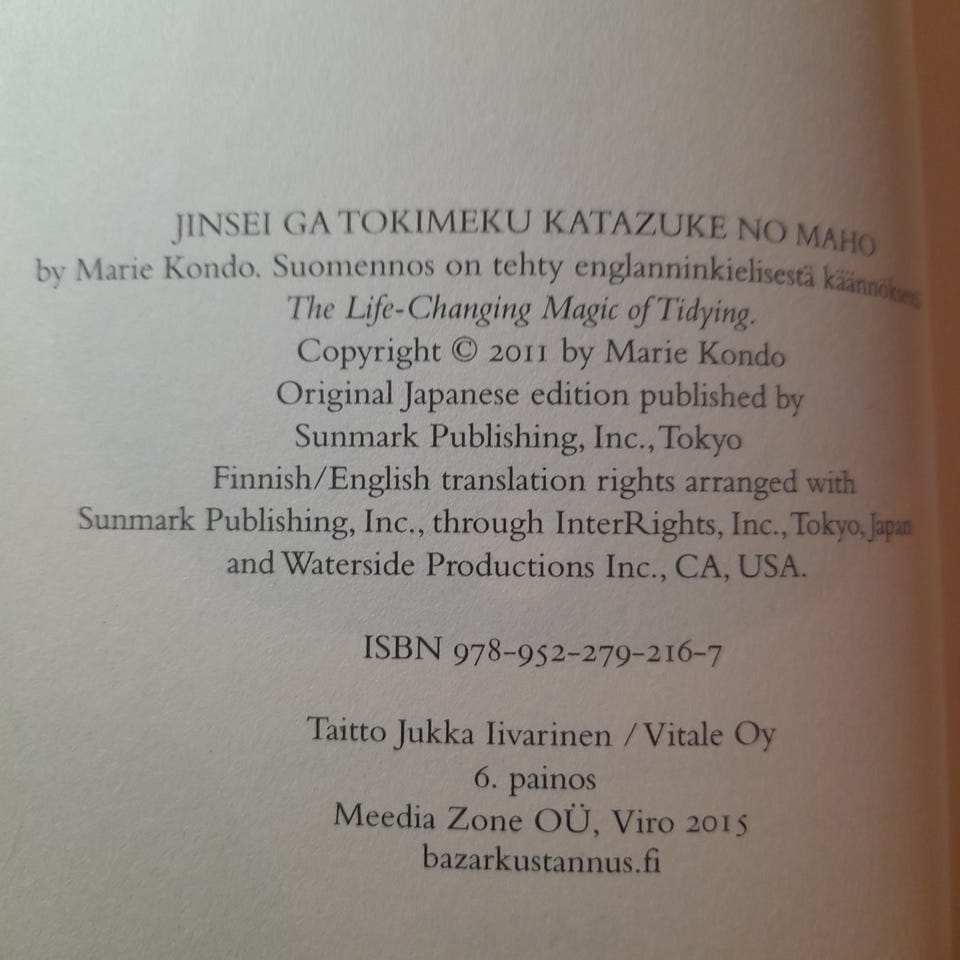 JINSEI GA TOKIMEKU KATAZUKE NO MAHO
by Marie Kondo. Suomennos on tehty englanninkielisestä käännöksestä
The Life-Changing Magic of Tidying.
Copyright © 2011 by Marie Kondo
Original Japanese edition published by
Sunmark Publishing, Inc., Tokyo
Finnish/English translation rights arranged with
Sunmark Publishing, Inc., through InterRights, Inc., Tokyo, Japan
and Waterside Productions Inc., CA, USA.
ISBN 978-952-279-216-7
Taitto Jukka Iivarinen / Vitale Oy
6. painos
Meedia Zone OÜ, Viro 2015
bazarkustannus.fi